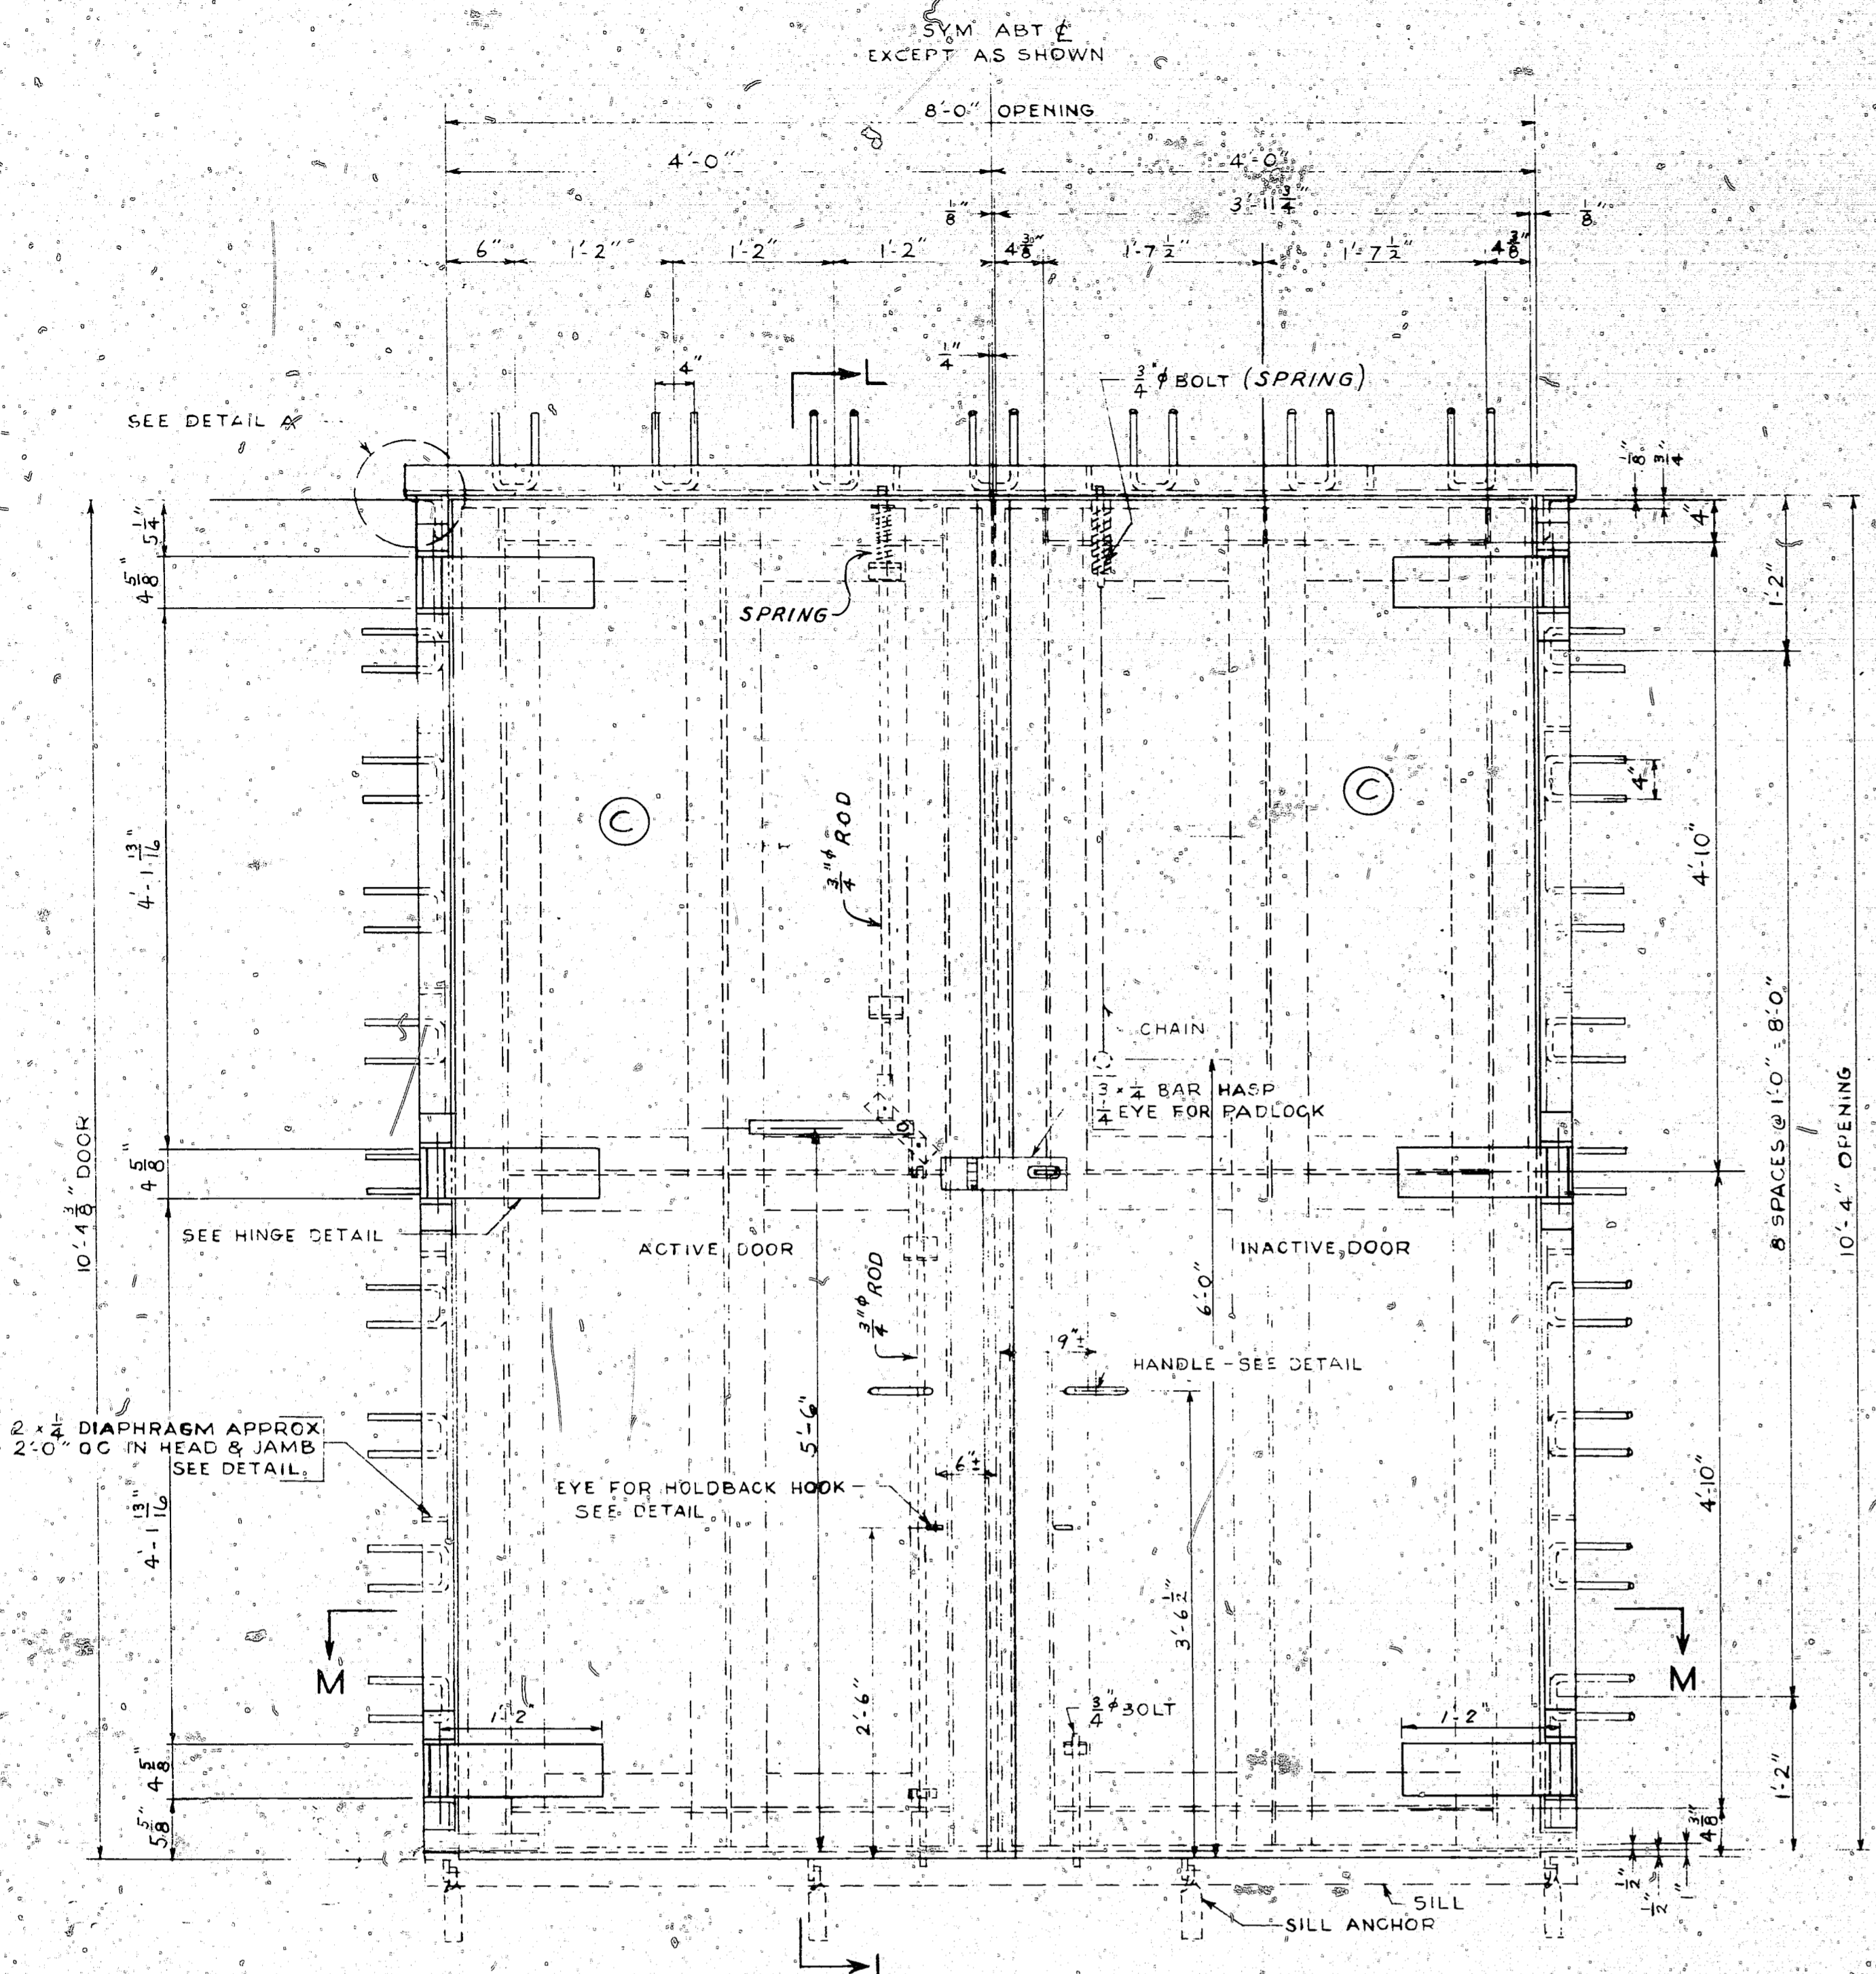 SYM ABT ℄
EXCEPT AS SHOWN
8'-0" OPENING
4'-0"
4'-0"
1/8"
3'-11 3/4"
1/8"
6"
1'-2"
1'-2"
1'-2"
4 3/8"
1'-7 1/2"
1'-7 1/2"
4 3/8"
1/4"
4"
L
3/4"φ BOLT (SPRING)
SEE DETAIL A
1/8"
3/4"
5 1/4"
4"
4 5/8"
SPRING
1'-2"
C
C
4"
3/4"φ ROD
4'-1 13/16"
4'-10"
CHAIN
3 × 1/4 BAR HASP
1/4 EYE FOR PADLOCK
8 SPACES @ 1'-0" = 8'-0"
10'-4" OPENING
10'-4 3/8" DOOR
4 5/8"
SEE HINGE DETAIL
ACTIVE DOOR
INACTIVE DOOR
3/4"φ ROD
6'-0"
9"±
HANDLE - SEE DETAIL
2 × 1/4 DIAPHRAGM APPROX
2'-0" OC IN HEAD & JAMB
SEE DETAIL
5'-6"
6"±
EYE FOR HOLDBACK HOOK
SEE DETAIL
4'-1 13/16"
4'-10"
3'-6 1/2"
M
M
2'-6"
1'-2"
3/4"φ BOLT
1'-2"
4 5/8"
1'-2"
5 5/8"
4 3/8"
1/2"
1/2"
1"
SILL
SILL ANCHOR
L